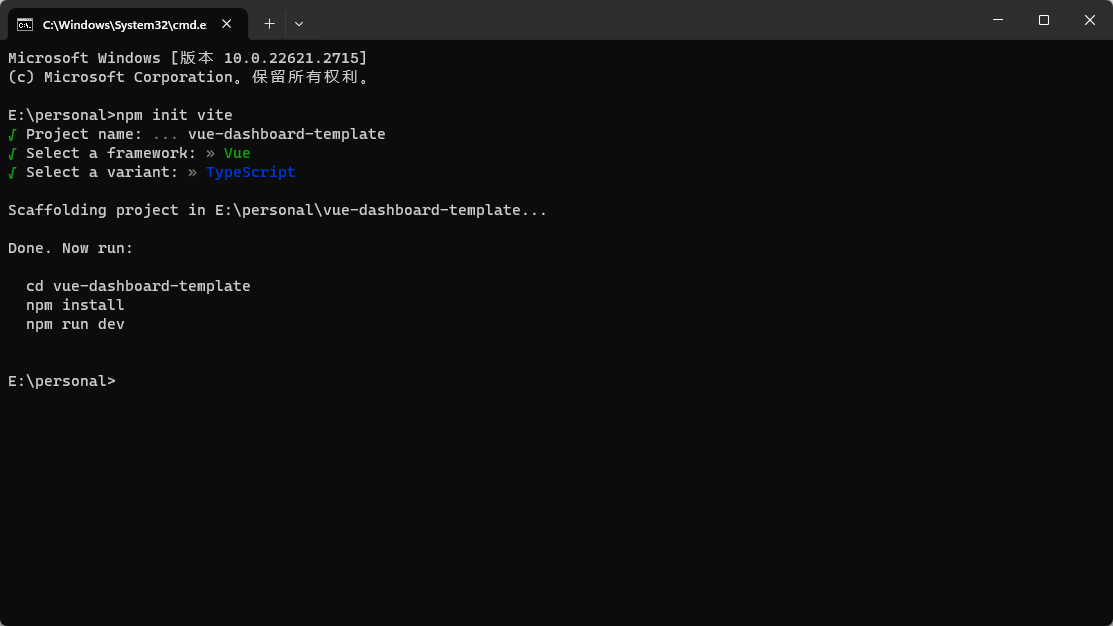 C:\Windows\System32\cmd.e
Microsoft Windows [版本 10.0.22621.2715]
(c) Microsoft Corporation。保留所有权利。
E:\personal>npm init vite
√ Project name: ... vue-dashboard-template
√ Select a framework: » Vue
√ Select a variant: » TypeScript
Scaffolding project in E:\personal\vue-dashboard-template...
Done. Now run:
cd vue-dashboard-template
npm install
npm run dev
E:\personal>